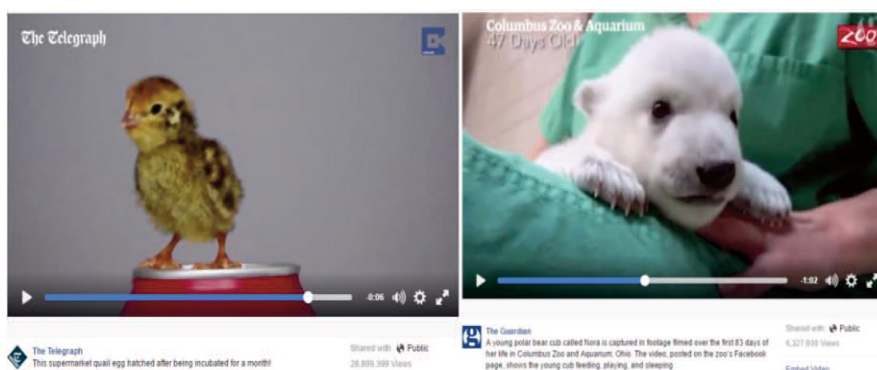 The Telegraph
-0:06
The Telegraph
This supermarket quail egg hatched after being incubated for a month!
Shared with Public
28,899,399 Views
Columbus Zoo & Aquarium
47 Days Old!
ZOO
-1:02
The Guardian
A young polar bear cub called Nora is captured in footage filmed over the first 83 days of
her life in Columbus Zoo and Aquarium, Ohio. The video, posted on the zoo's Facebook
page, shows the young cub feeding, playing, and sleeping
Shared with Public
6,327,938 Views
Embed Video